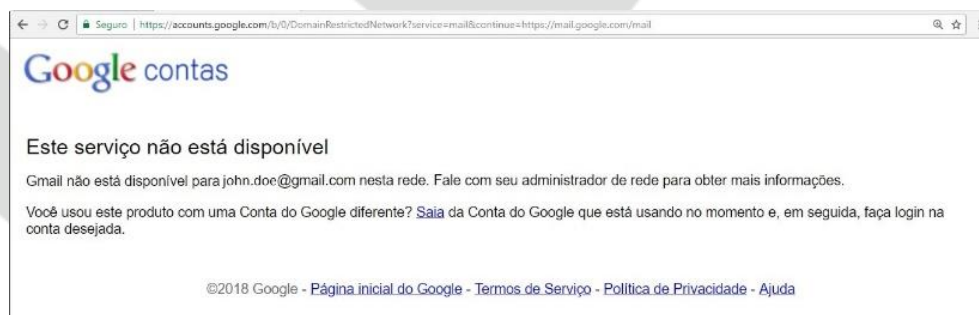 Seguro | https://accounts.google.com/b/0/DomainRestrictedNetwork?service=mail&continue=https://mail.google.com/mail
Google contas
Este serviço não está disponível
Gmail não está disponível para john.doe@gmail.com nesta rede. Fale com seu administrador de rede para obter mais informações.
Você usou este produto com uma Conta do Google diferente? Saia da Conta do Google que está usando no momento e, em seguida, faça login na
conta desejada.
©2018 Google - Página inicial do Google - Termos de Serviço - Política de Privacidade - Ajuda